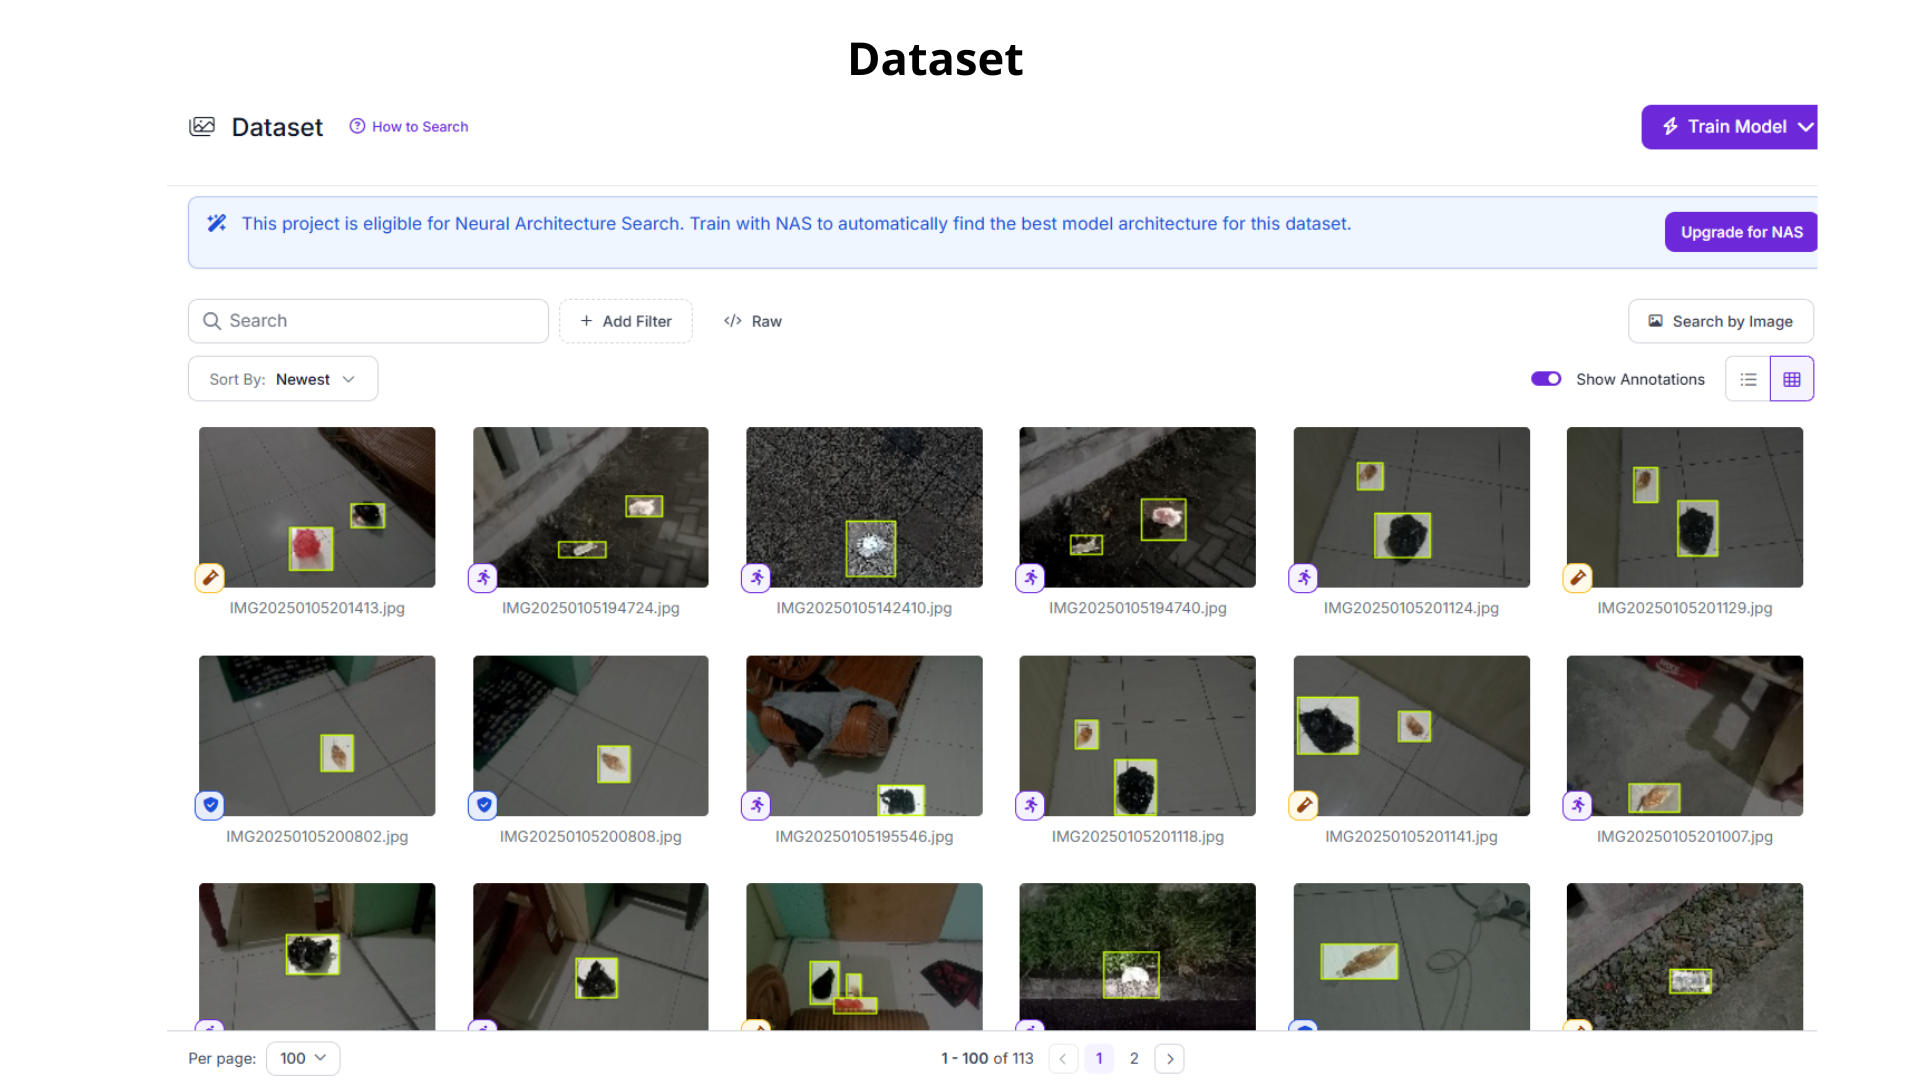 Dataset
Dataset How to Search Train Model
This project is eligible for Neural Architecture Search. Train with NAS to automatically find the best model architecture for this dataset. Upgrade for NAS
Search + Add Filter </> Raw Search by Image
Sort By: Newest Show Annotations
IMG20250105201413.jpg IMG20250105194724.jpg IMG20250105142410.jpg IMG20250105194740.jpg IMG20250105201124.jpg IMG20250105201129.jpg
IMG20250105200802.jpg IMG20250105200808.jpg IMG20250105195546.jpg IMG20250105201118.jpg IMG20250105201141.jpg IMG20250105201007.jpg
Per page: 100 1 - 100 of 113 < 1 2 >